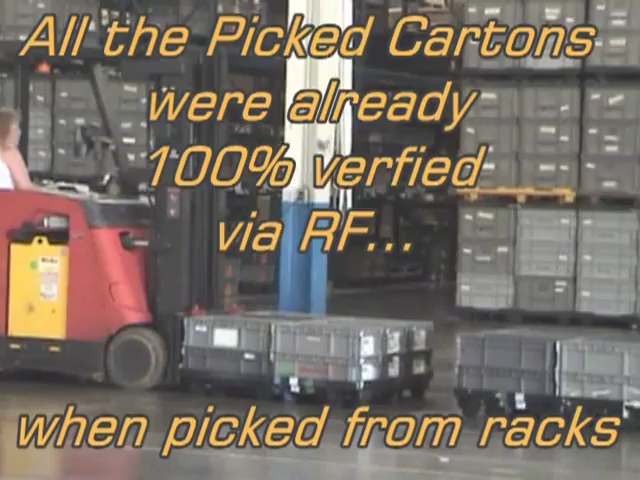 All the Picked Cartons
were already
100% verfied
via RF...
when picked from racks